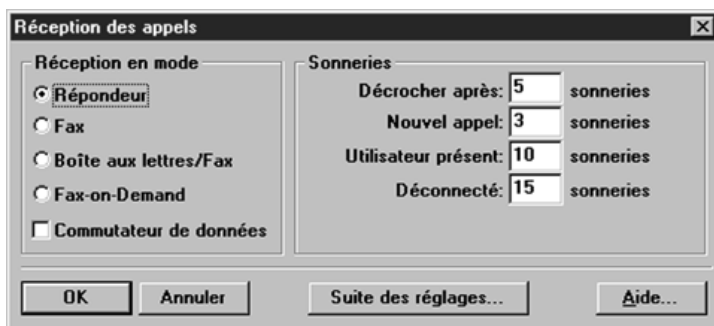 Réception des appels
Réception en mode
Répondeur
Fax
Boîte aux lettres/Fax
Fax-on-Demand
Commutateur de données
Sonneries
Décrocher après: 5 sonneries
Nouvel appel: 3 sonneries
Utilisateur présent: 10 sonneries
Déconnecté: 15 sonneries
OK Annuler Suite des réglages... Aide...